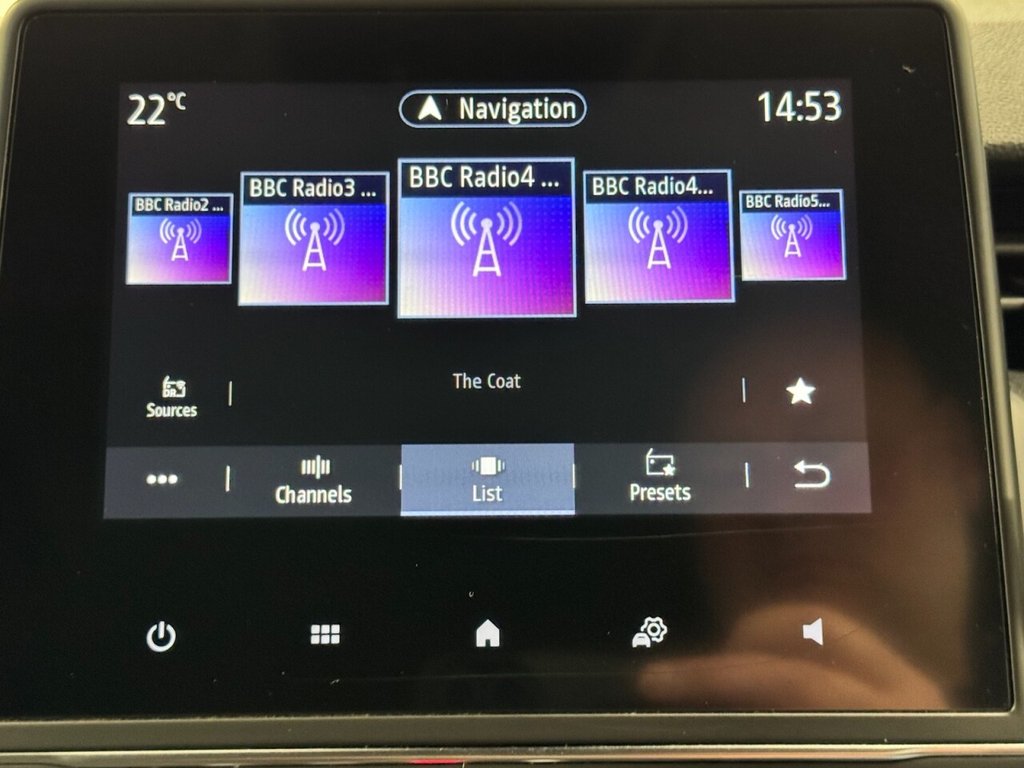 22°C
Navigation
14:53
BBC Radio2 ...
BBC Radio3 ...
BBC Radio4 ...
BBC Radio4...
BBC Radio5...
DR
Sources
The Coat
Channels
List
Presets